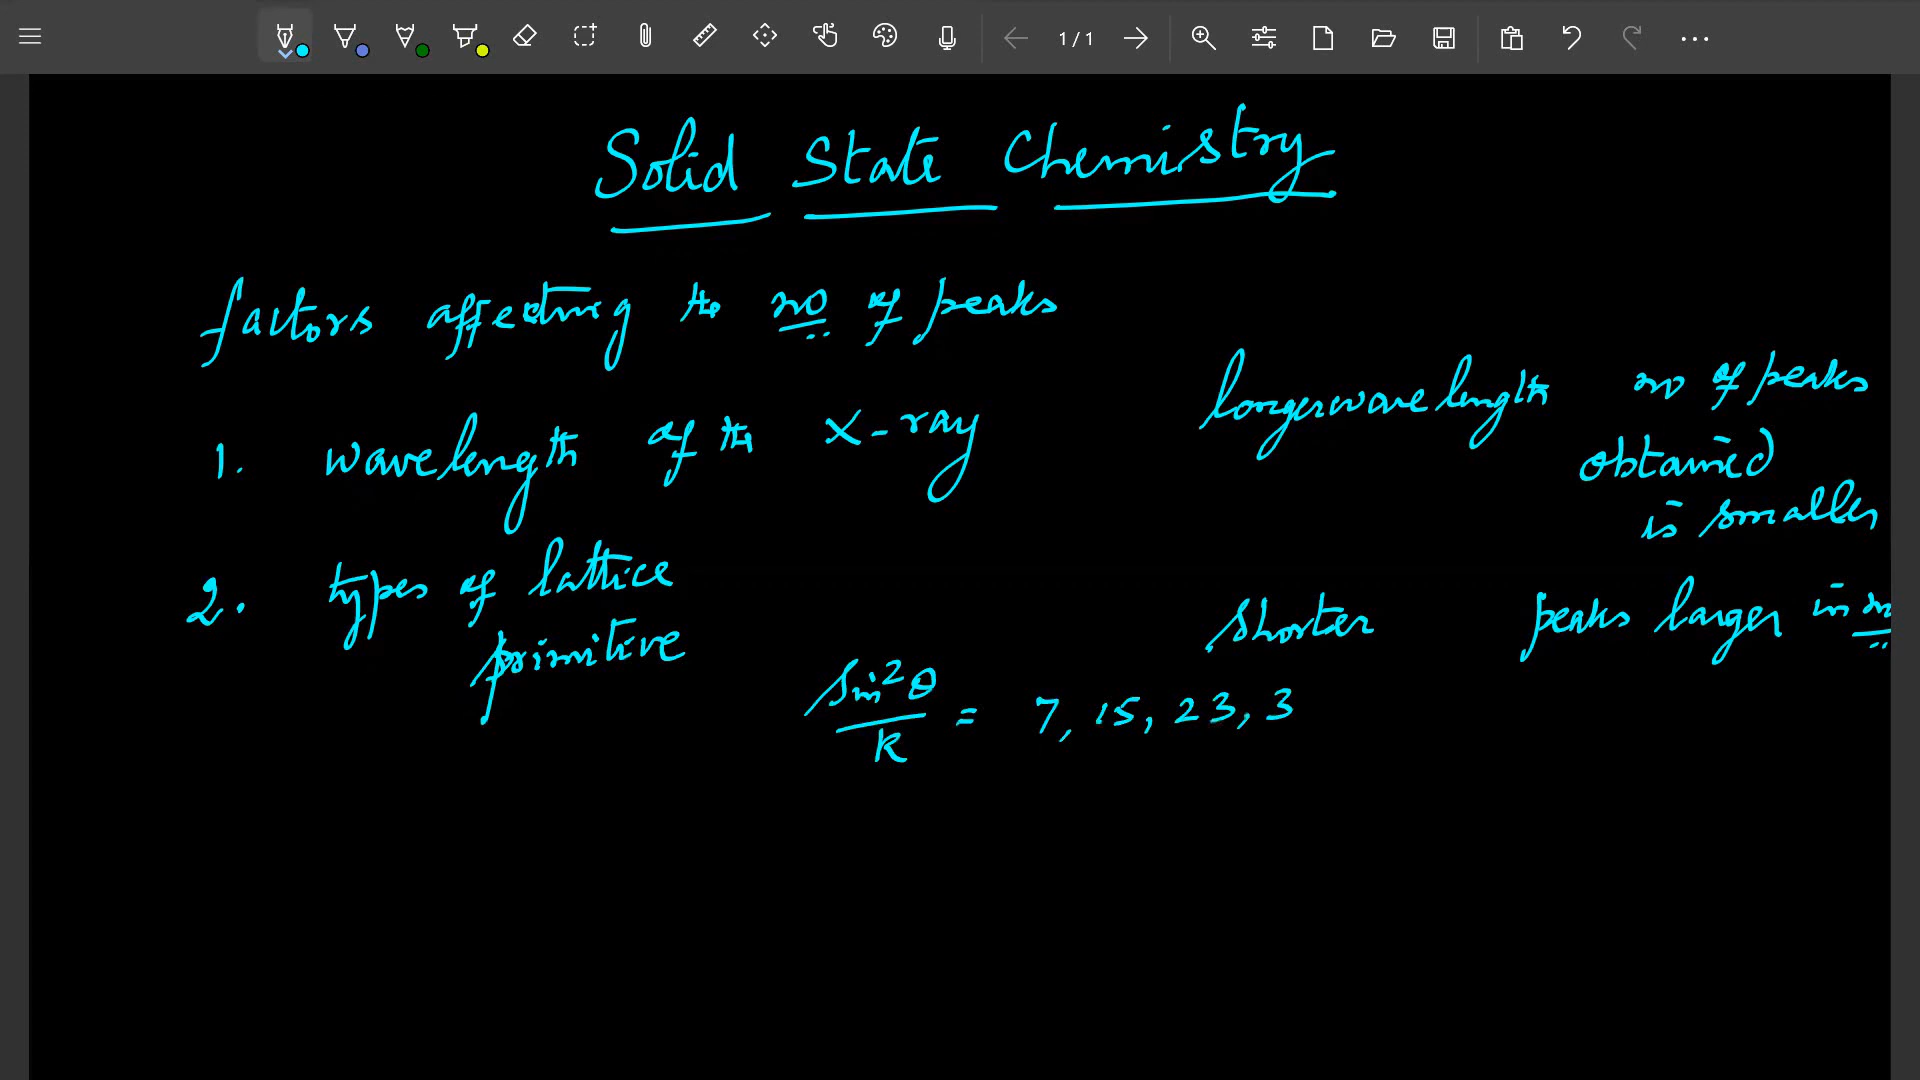 1 / 1
Solid State Chemistry
factors affecting the no of peaks
1. wavelength of the x-ray
longer wavelength no of peaks
obtained
is smaller
2. types of lattice
primitive
shorter peaks larger in no
sin²θ/k = 7, 15, 23, 3